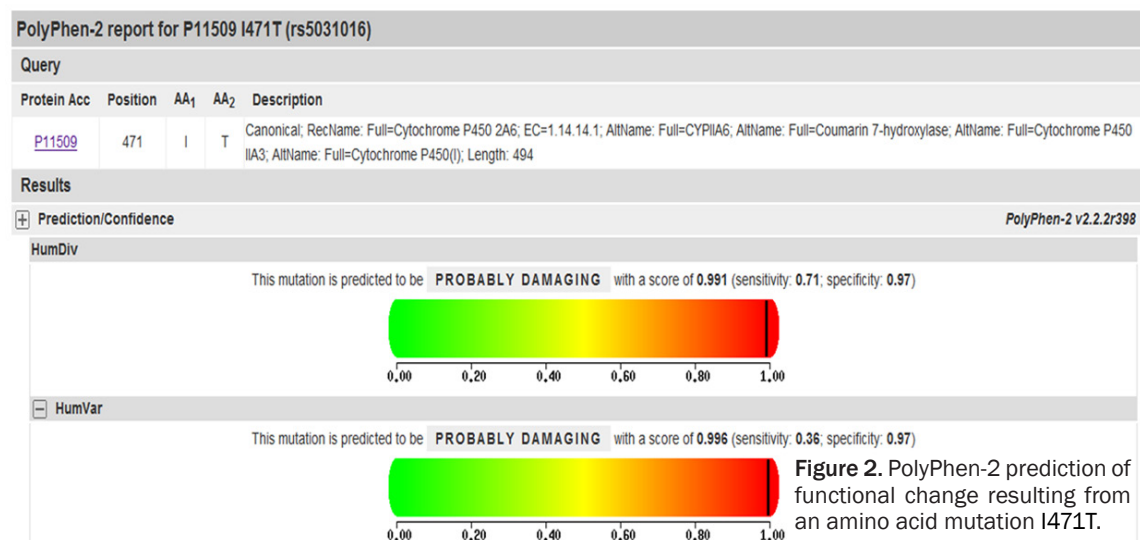 PolyPhen-2 report for P11509 I471T (rs5031016)
Query
Protein Acc Position AA₁ AA₂ Description
P11509 471 I T Canonical; RecName: Full=Cytochrome P450 2A6; EC=1.14.14.1; AltName: Full=CYPIIA6; AltName: Full=Coumarin 7-hydroxylase; AltName: Full=Cytochrome P450
IIA3; AltName: Full=Cytochrome P450(I); Length: 494
Results
Prediction/Confidence PolyPhen-2 v2.2.2r398
HumDiv
This mutation is predicted to be PROBABLY DAMAGING with a score of 0.991 (sensitivity: 0.71; specificity: 0.97)
0,00 0,20 0,40 0,60 0,80 1,00
HumVar
This mutation is predicted to be PROBABLY DAMAGING with a score of 0.996 (sensitivity: 0.36; specificity: 0.97)
0,00 0,20 0,40 0,60 0,80 1,00
Figure 2. PolyPhen-2 prediction of
functional change resulting from
an amino acid mutation I471T.